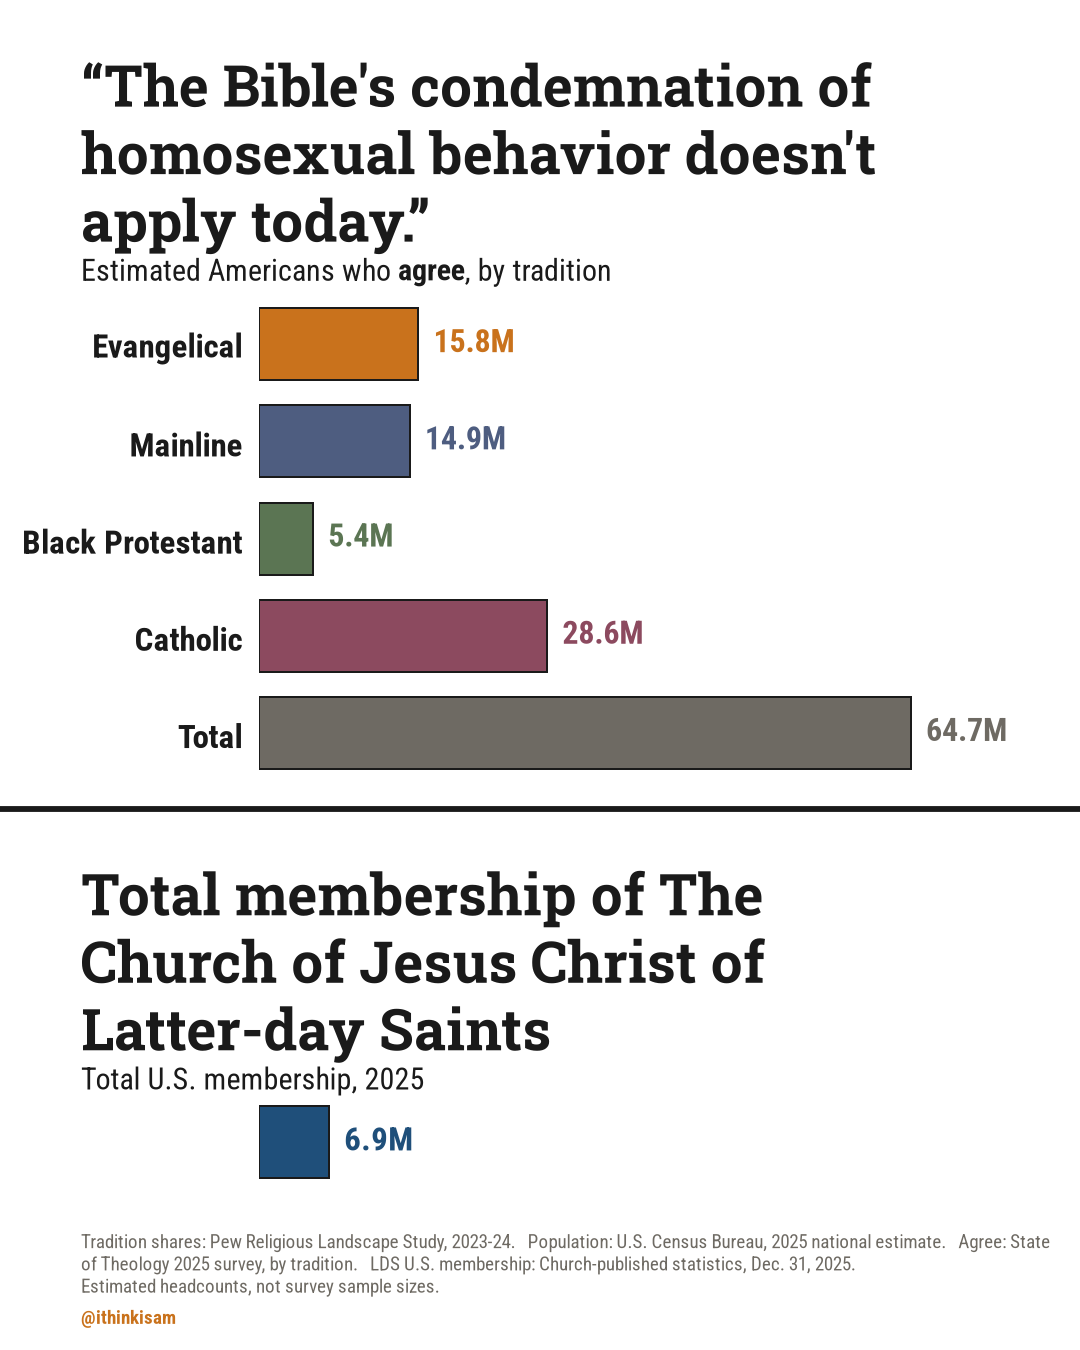 “The Bible's condemnation of
homosexual behavior doesn't
apply today.”
Estimated Americans who agree, by tradition
Evangelical 15.8M
Mainline 14.9M
Black Protestant 5.4M
Catholic 28.6M
Total 64.7M
Total membership of The
Church of Jesus Christ of
Latter-day Saints
Total U.S. membership, 2025
6.9M
Tradition shares: Pew Religious Landscape Study, 2023-24. Population: U.S. Census Bureau, 2025 national estimate. Agree: State
of Theology 2025 survey, by tradition. LDS U.S. membership: Church-published statistics, Dec. 31, 2025.
Estimated headcounts, not survey sample sizes.
@ithinkisam